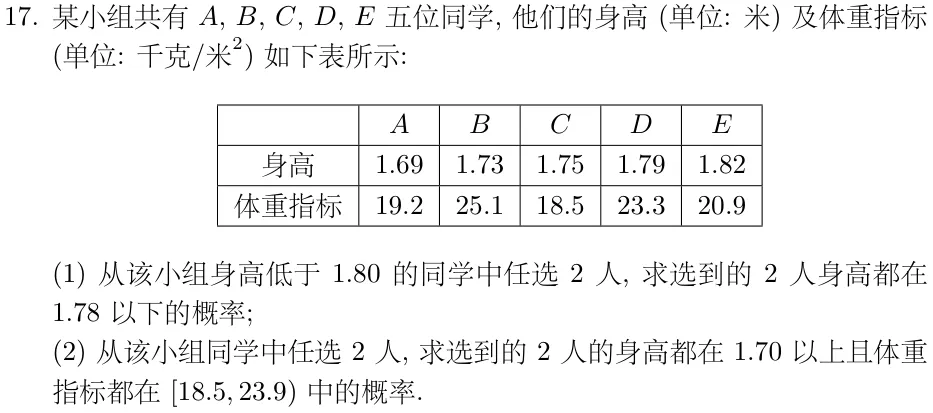 17. 某小组共有 A, B, C, D, E 五位同学, 他们的身高 (单位: 米) 及体重指标
(单位: 千克/米²) 如下表所示:
A B C D E
身高 1.69 1.73 1.75 1.79 1.82
体重指标 19.2 25.1 18.5 23.3 20.9
(1) 从该小组身高低于 1.80 的同学中任选 2 人, 求选到的 2 人身高都在
1.78 以下的概率;
(2) 从该小组同学中任选 2 人, 求选到的 2 人的身高都在 1.70 以上且体重
指标都在 [18.5, 23.9) 中的概率.